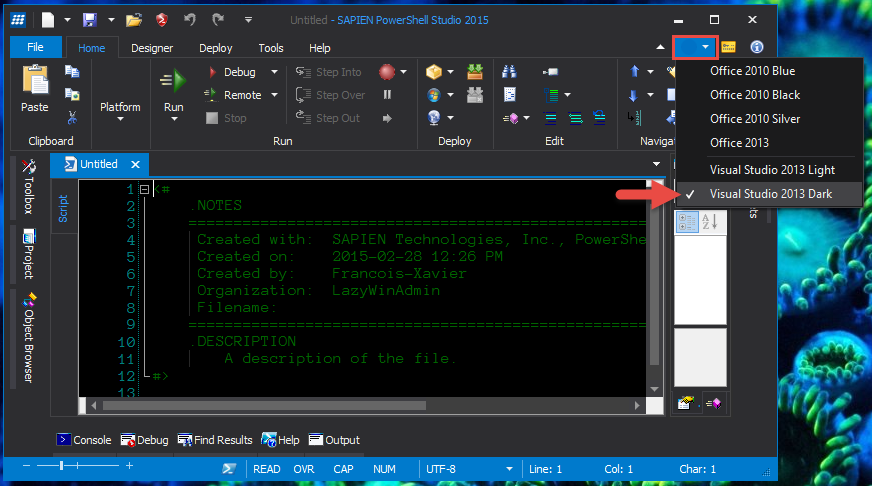 Untitled - SAPIEN PowerShell Studio 2015
File Home Designer Deploy Tools Help
Paste
Clipboard
Platform
Run
Debug
Remote
Stop
Step Into
Step Over
Step Out
Run
Deploy
Edit
Office 2010 Blue
Office 2010 Black
Office 2010 Silver
Office 2013
Visual Studio 2013 Light
Visual Studio 2013 Dark
Toolbox
Project
Object Browser
Untitled
Script
1 <#
2 .NOTES
3 ===================================================
4 Created with: SAPIEN Technologies, Inc., PowerShe
5 Created on: 2015-02-28 12:26 PM
6 Created by: Francois-Xavier
7 Organization: LazyWinAdmin
8 Filename:
9 ===================================================
10 .DESCRIPTION
11 A description of the file.
12 #>
13
Console Debug Find Results Help Output
READ OVR CAP NUM UTF-8 Line: 1 Col: 1 Char: 1